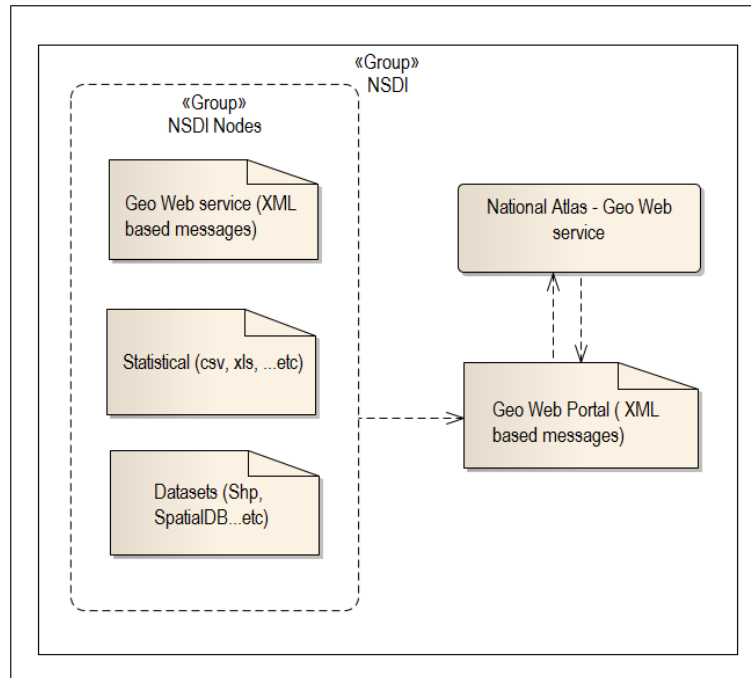 «Group»
NSDI
«Group»
NSDI Nodes
Geo Web service (XML
based messages)
Statistical (csv, xls, ...etc)
Datasets (Shp,
SpatialDB...etc)
National Atlas - Geo Web
service
Geo Web Portal ( XML
based messages)